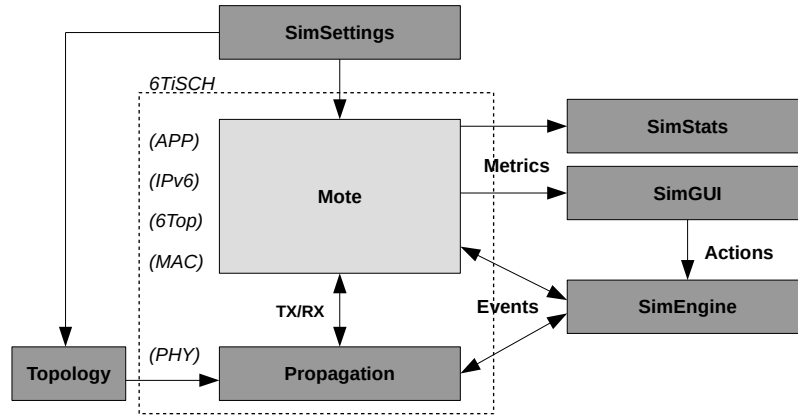 SimSettings
6TiSCH
(APP)
(IPv6)
(6Top)
(MAC)
(PHY)
Mote
TX/RX
Topology
Propagation
Metrics
Events
SimStats
SimGUI
Actions
SimEngine